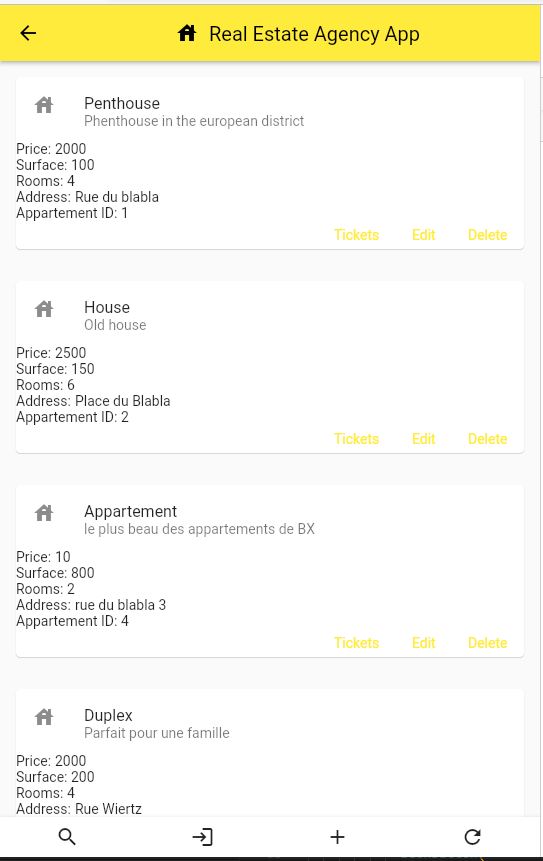 Real Estate Agency App
Penthouse
Phenthouse in the european district
Price: 2000
Surface: 100
Rooms: 4
Address: Rue du blabla
Appartement ID: 1
Tickets Edit Delete
House
Old house
Price: 2500
Surface: 150
Rooms: 6
Address: Place du Blabla
Appartement ID: 2
Tickets Edit Delete
Appartement
le plus beau des appartements de BX
Price: 10
Surface: 800
Rooms: 2
Address: rue du blabla 3
Appartement ID: 4
Tickets Edit Delete
Duplex
Parfait pour une famille
Price: 2000
Surface: 200
Rooms: 4
Address: Rue Wiertz